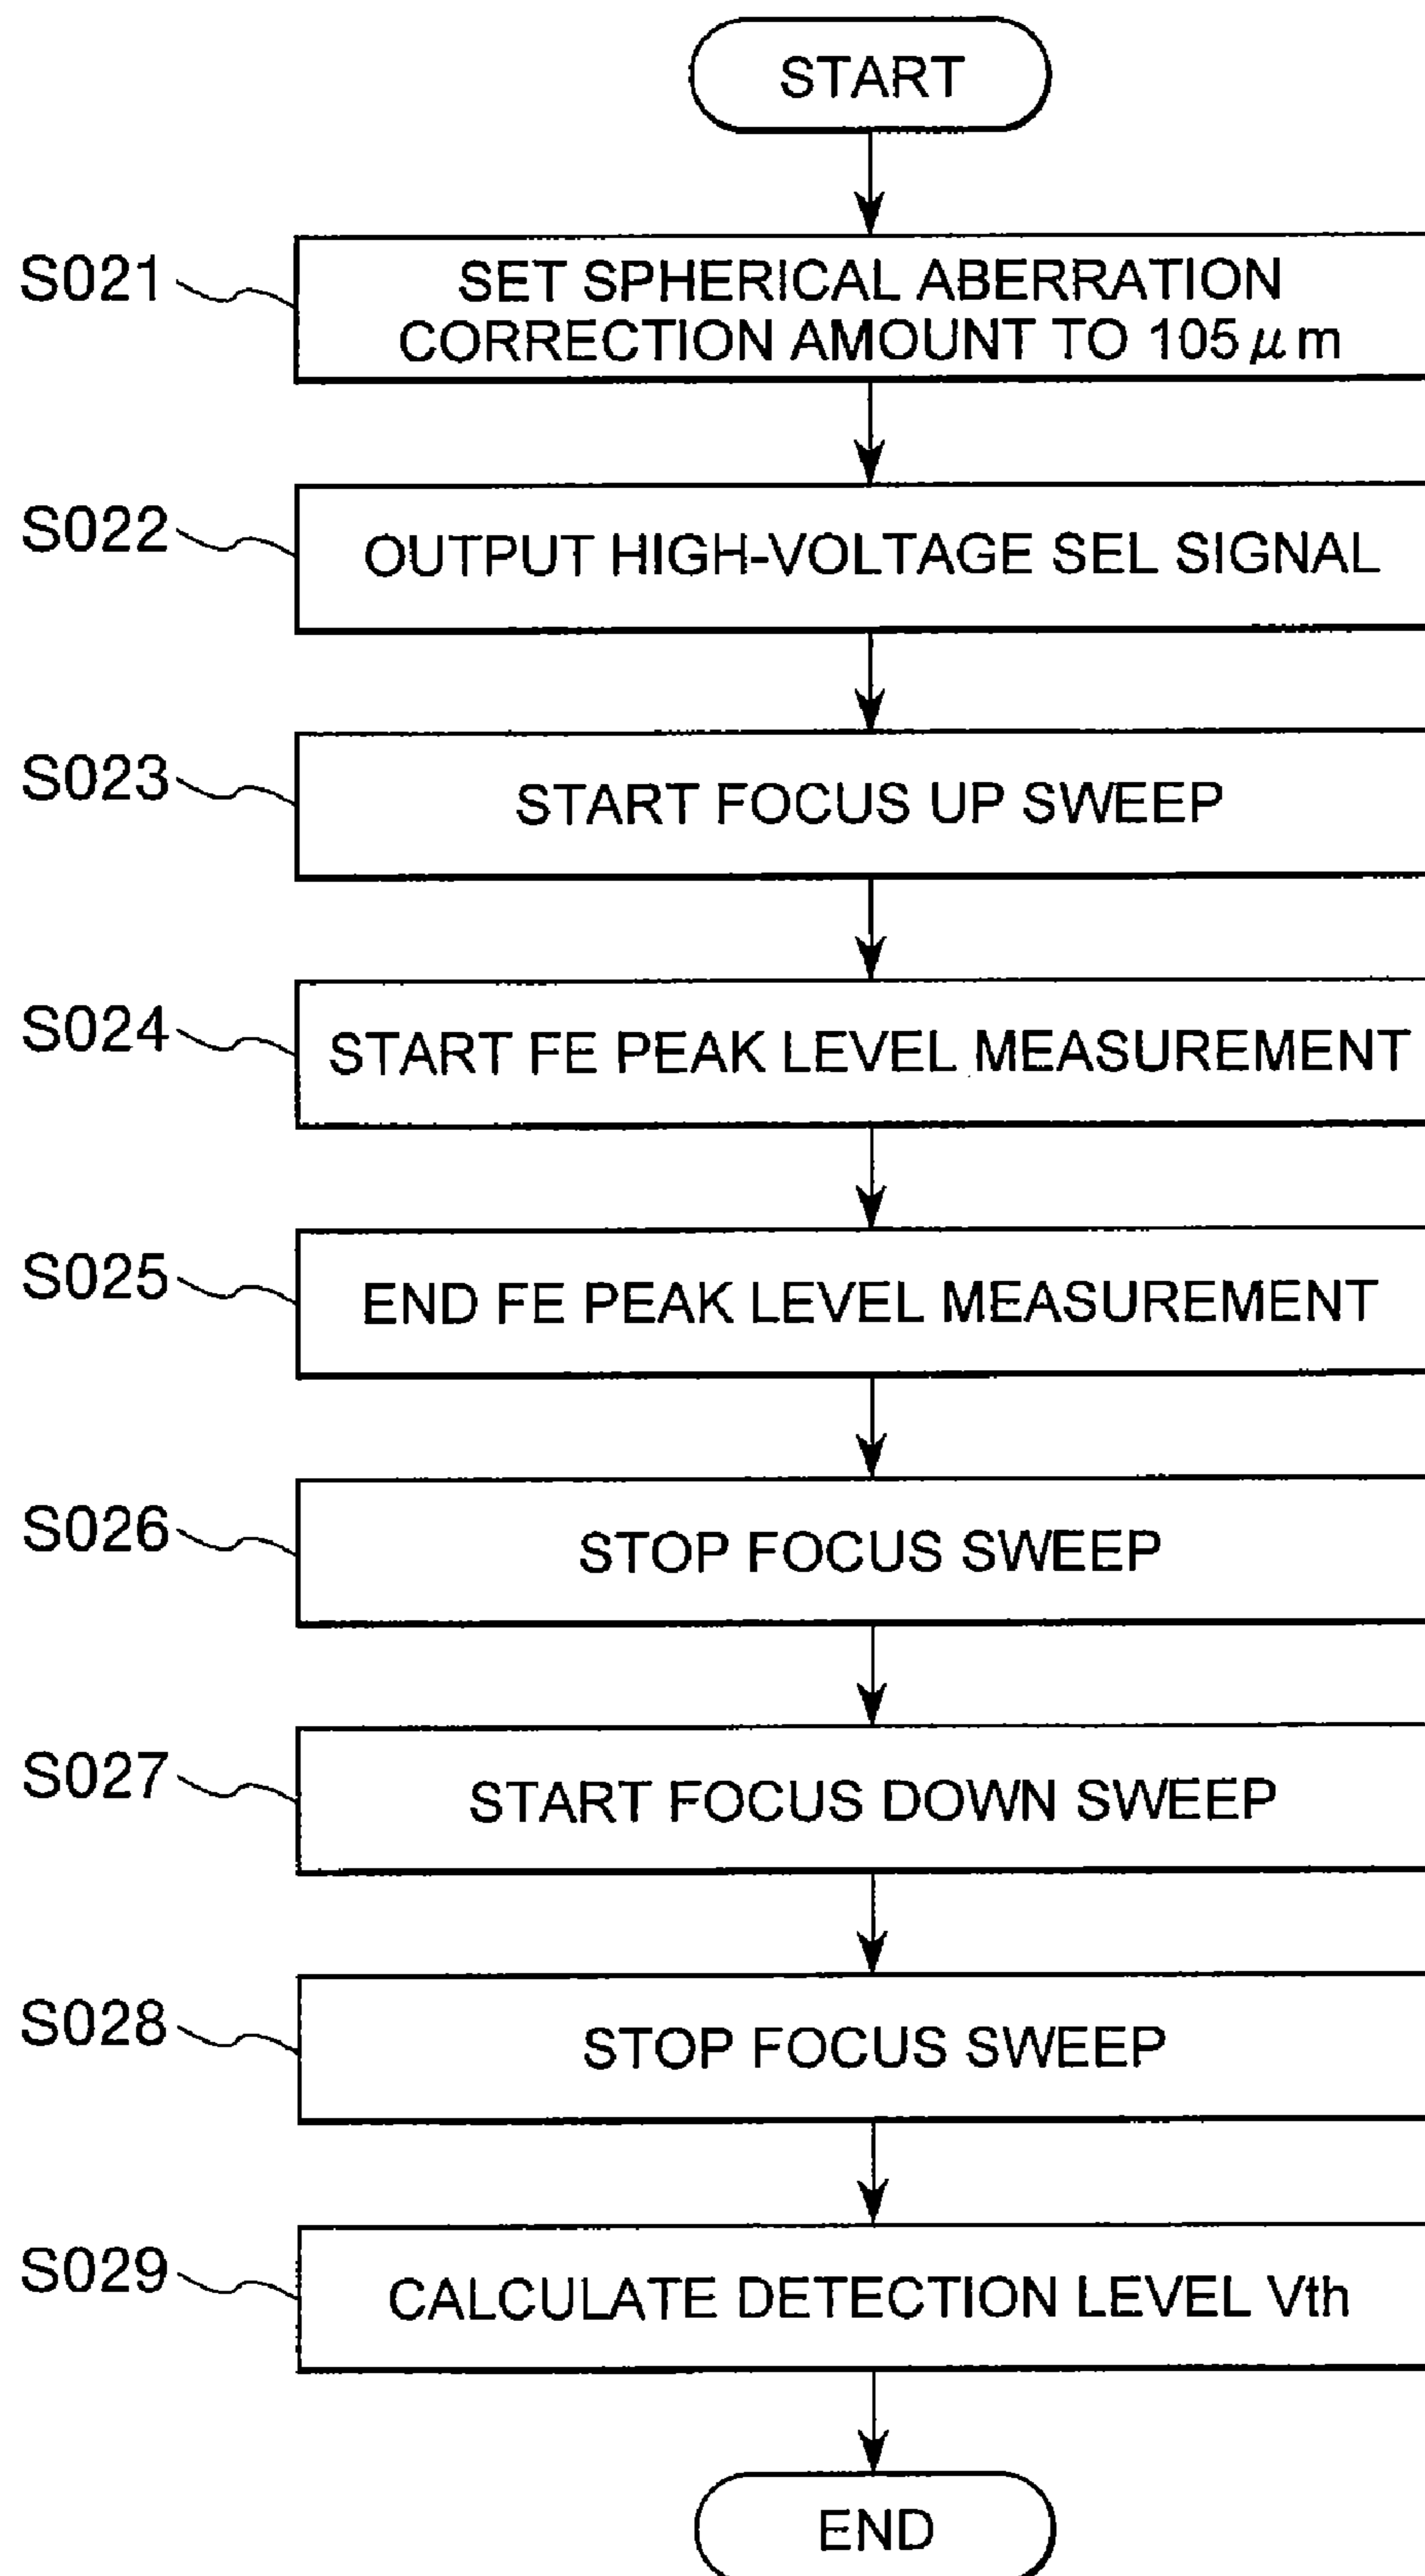 START
S021
SET SPHERICAL ABERRATION
CORRECTION AMOUNT TO 105μm
S022
OUTPUT HIGH-VOLTAGE SEL SIGNAL
S023
START FOCUS UP SWEEP
S024
START FE PEAK LEVEL MEASUREMENT
S025
END FE PEAK LEVEL MEASUREMENT
S026
STOP FOCUS SWEEP
S027
START FOCUS DOWN SWEEP
S028
STOP FOCUS SWEEP
S029
CALCULATE DETECTION LEVEL Vth
END